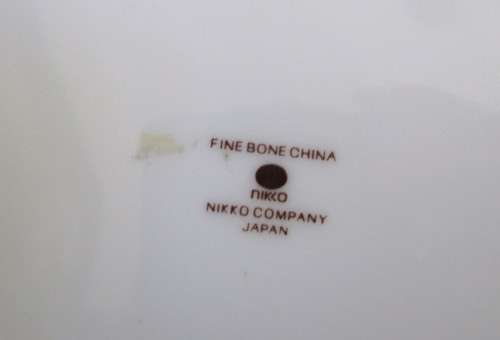 FINE BONE CHINA
nikko
NIKKO COMPANY
JAPAN